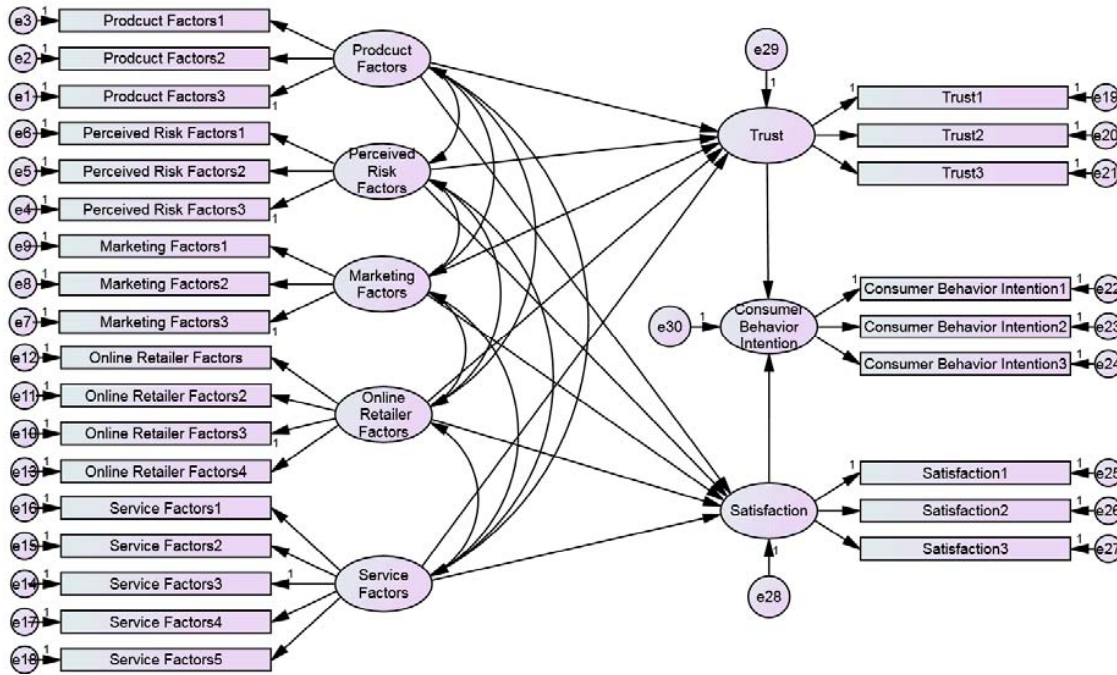 e3 1 Prodcuct Factors1
e2 1 Prodcuct Factors2
e1 1 Prodcuct Factors3 1
e6 1 Perceived Risk Factors1
e5 1 Perceived Risk Factors2
e4 1 Perceived Risk Factors3 1
e9 1 Marketing Factors1
e8 1 Marketing Factors2
e7 1 Marketing Factors3 1
e12 1 Online Retailer Factors
e11 1 Online Retailer Factors2
e10 1 Online Retailer Factors3 1
e13 1 Online Retailer Factors4
e16 1 Service Factors1
e15 1 Service Factors2
e14 1 Service Factors3 1
e17 1 Service Factors4
e18 1 Service Factors5
Prodcuct
Factors
Perceived
Risk
Factors
Marketing
Factors
Online
Retailer
Factors
Service
Factors
e29
1
Trust
1 Trust1 1 e19
Trust2 1 e20
Trust3 1 e21
e30 1
Consumer
Behavior
Intention
1 Consumer Behavior Intention1 1 e22
Consumer Behavior Intention2 1 e23
Consumer Behavior Intention3 1 e24
Satisfaction
1
e28
1 Satisfaction1 1 e25
Satisfaction2 1 e26
Satisfaction3 1 e27